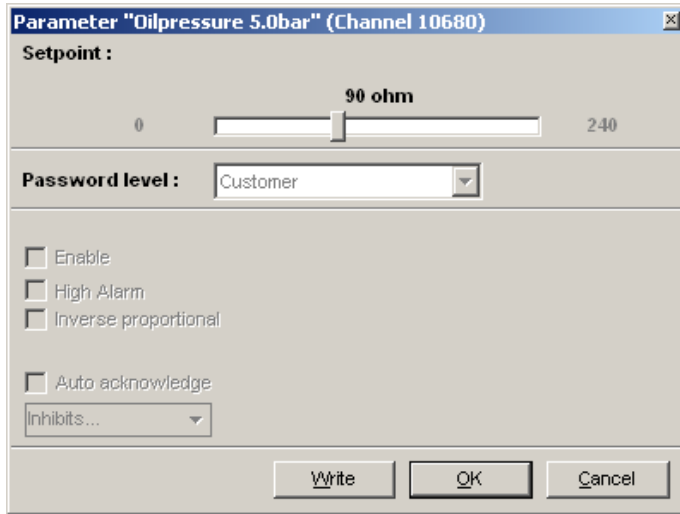 Parameter "Oilpressure 5.0bar" (Channel 10680)
Setpoint :
90 ohm
0 240
Password level : Customer
Enable
High Alarm
Inverse proportional
Auto acknowledge
Inhibits...
Write OK Cancel